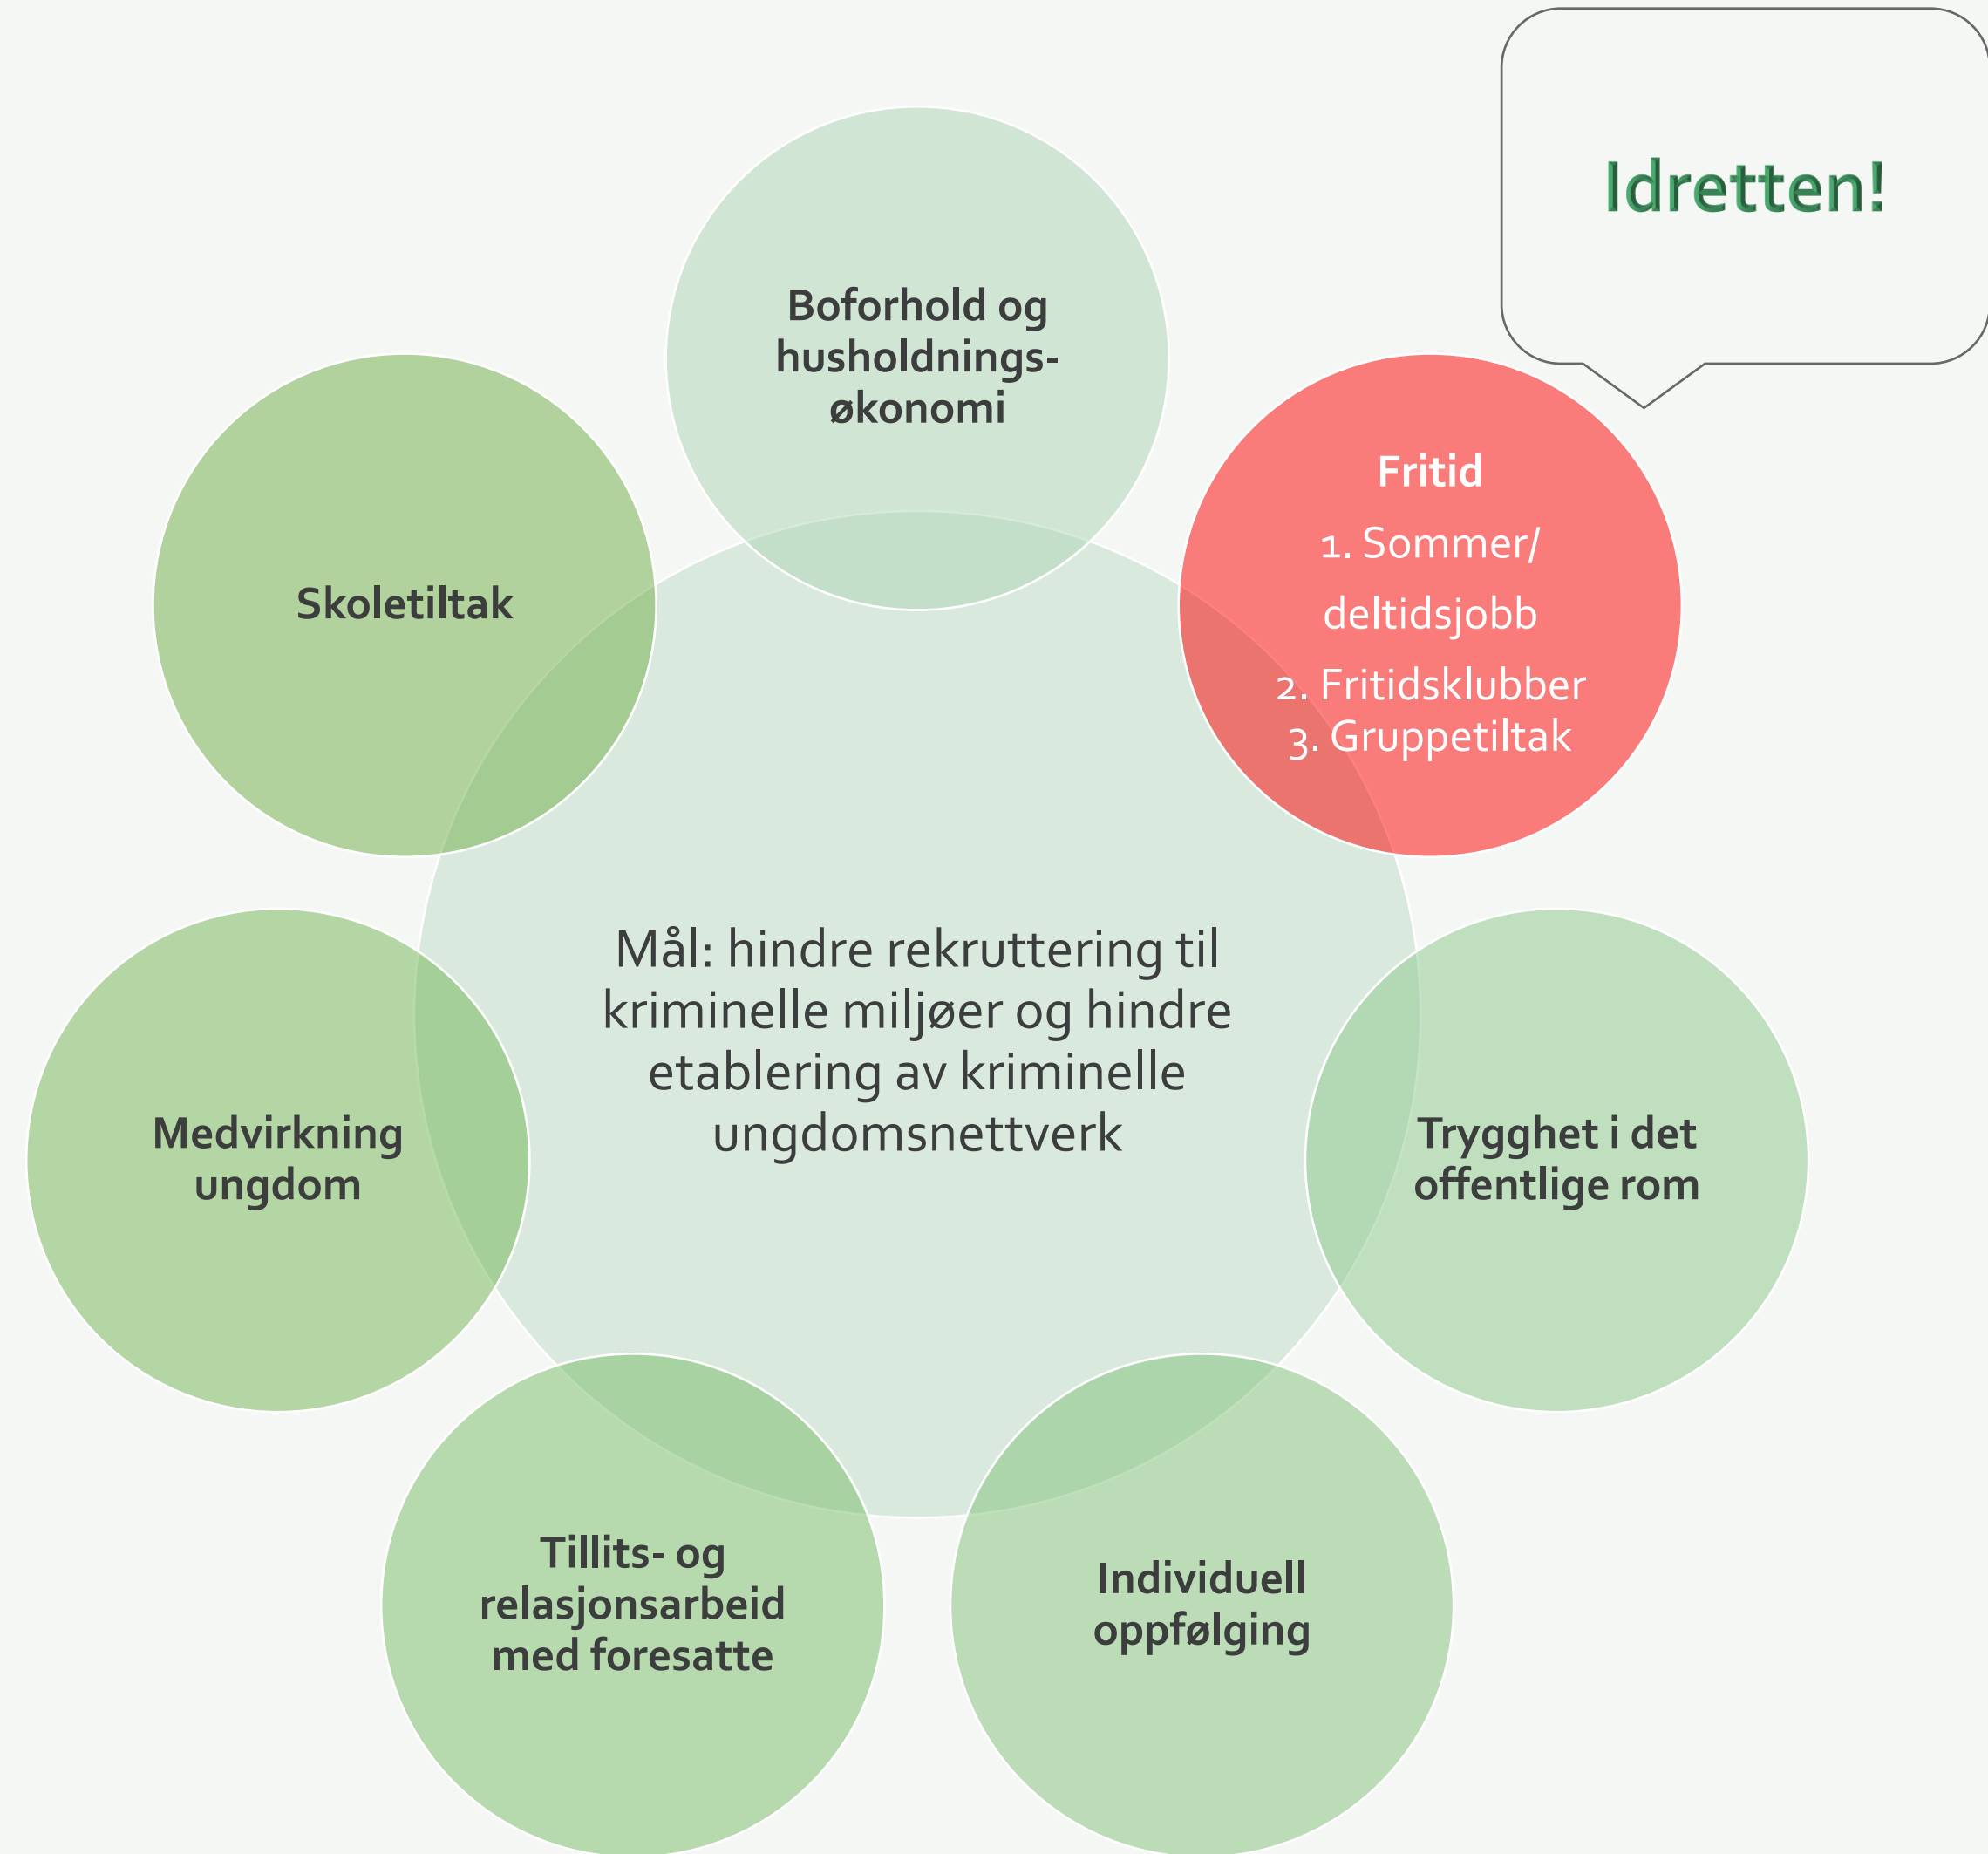 Idretten!
Boforhold og
husholdnings-
økonomi
Fritid
1. Sommer/
deltidsjobb
2. Fritidsklubber
3. Gruppetiltak
Skoletiltak
Mål: hindre rekruttering til
kriminelle miljøer og hindre
etablering av kriminelle
ungdomsnettverk
Medvirkning
ungdom
Trygghet i det
offentlige rom
Tillits- og
relasjonsarbeid
med foresatte
Individuell
oppfølging